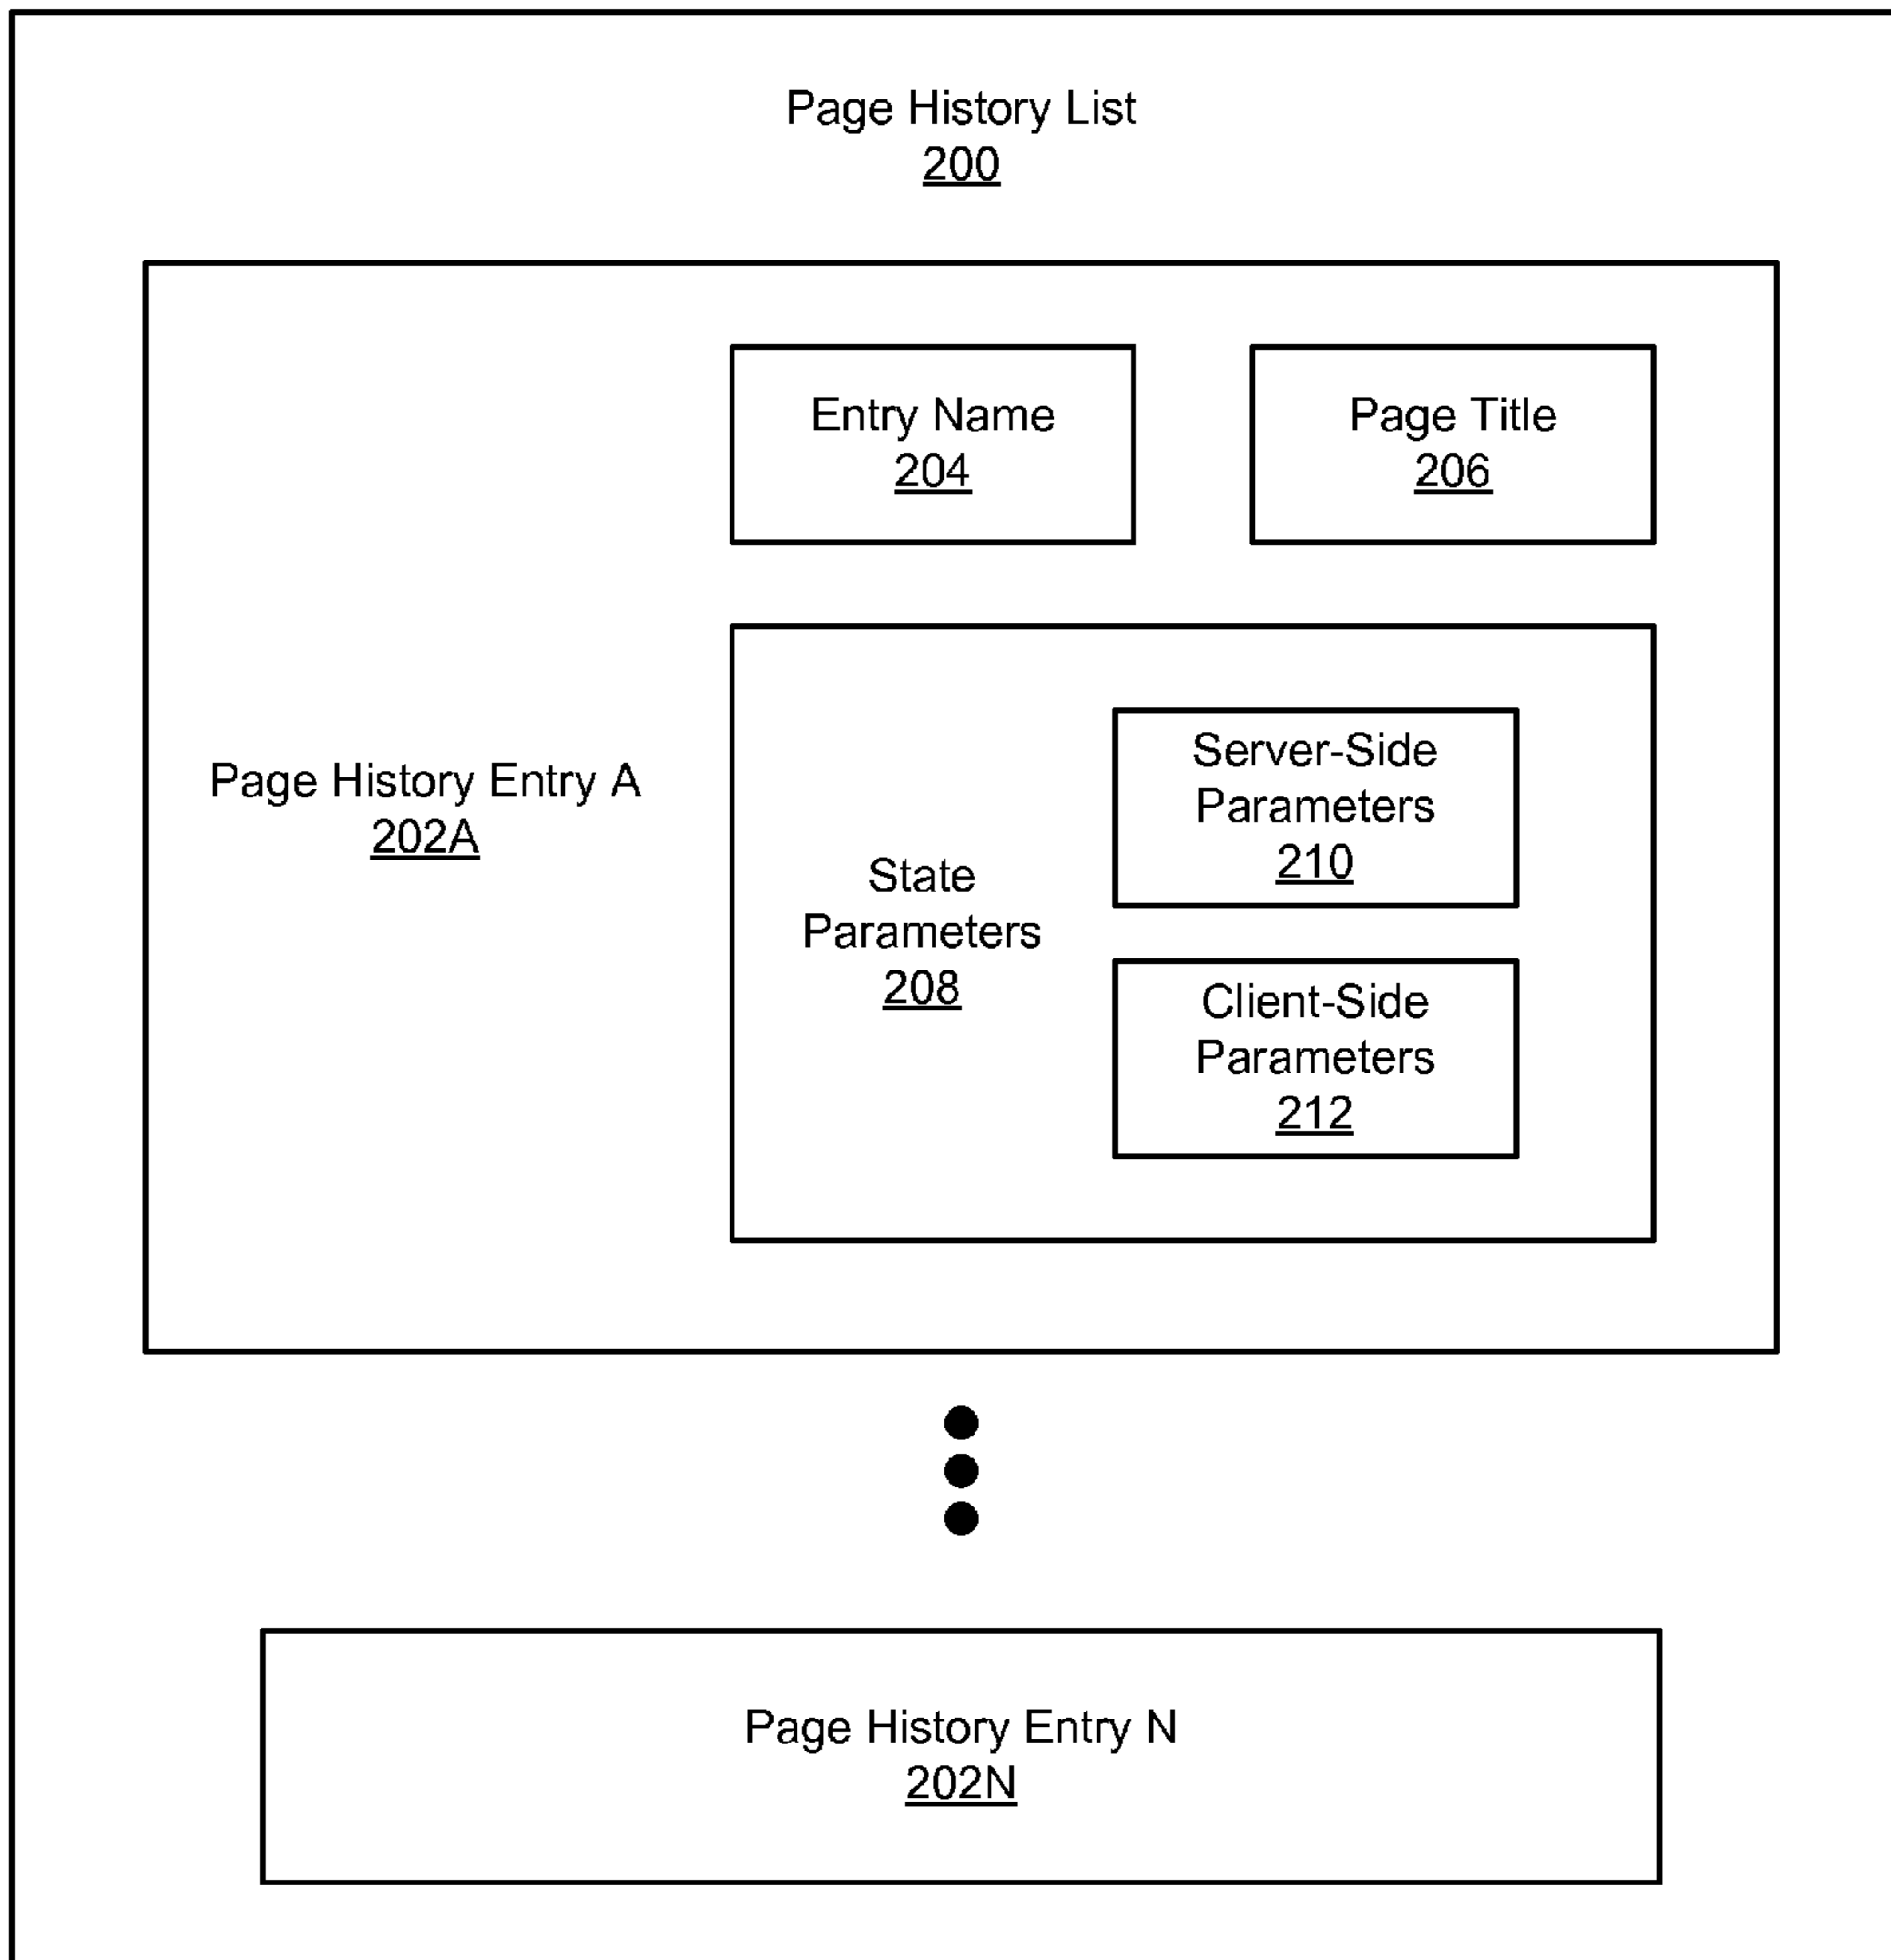 Page History List
200
Entry Name
204
Page Title
206
Page History Entry A
202A
State
Parameters
208
Server-Side
Parameters
210
Client-Side
Parameters
212
Page History Entry N
202N